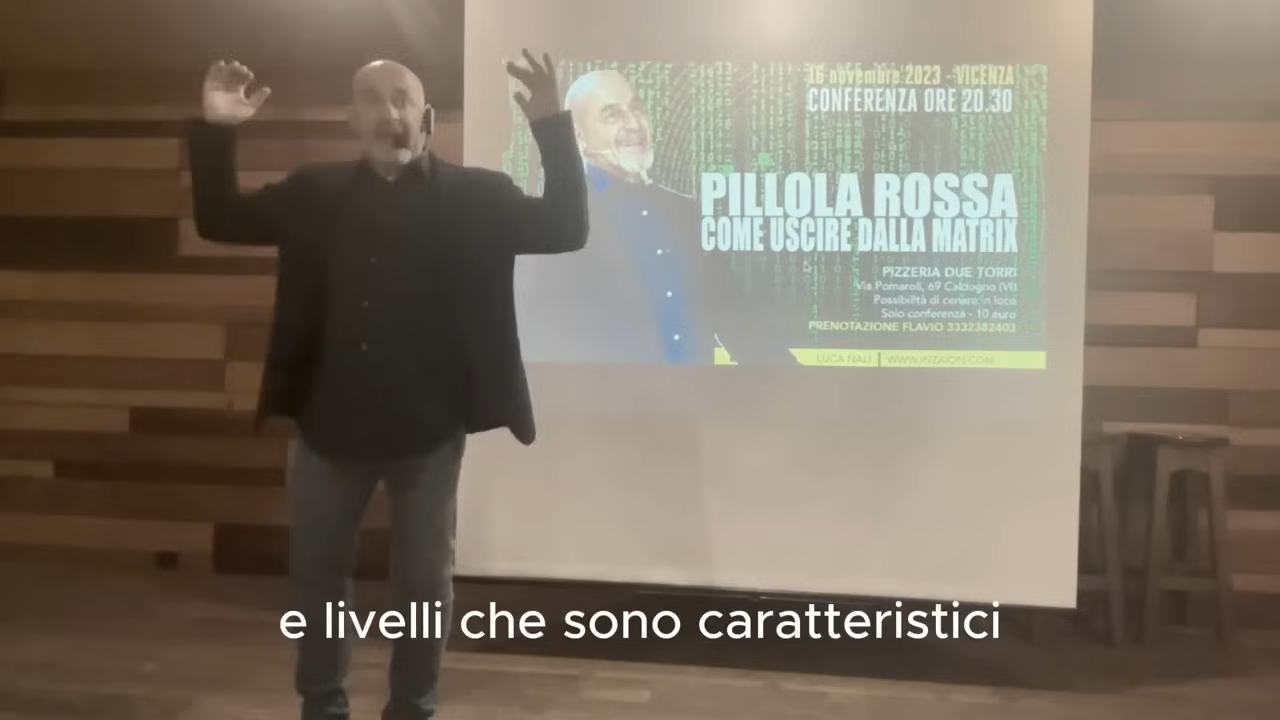 16 novembre 2023 - VICENZA
CONFERENZA ORE 20.30
PILLOLA ROSSA
COME USCIRE DALLA MATRIX
PIZZERIA DUE TORRI
Via Pomaroli, 69 Caldogno (VI)
Possibilità di cenare in loco
Solo conferenza - 10 euro
PRENOTAZIONE FLAVIO 3332382403
LUCA NALI | WWW.INZAION.COM
e livelli che sono caratteristici